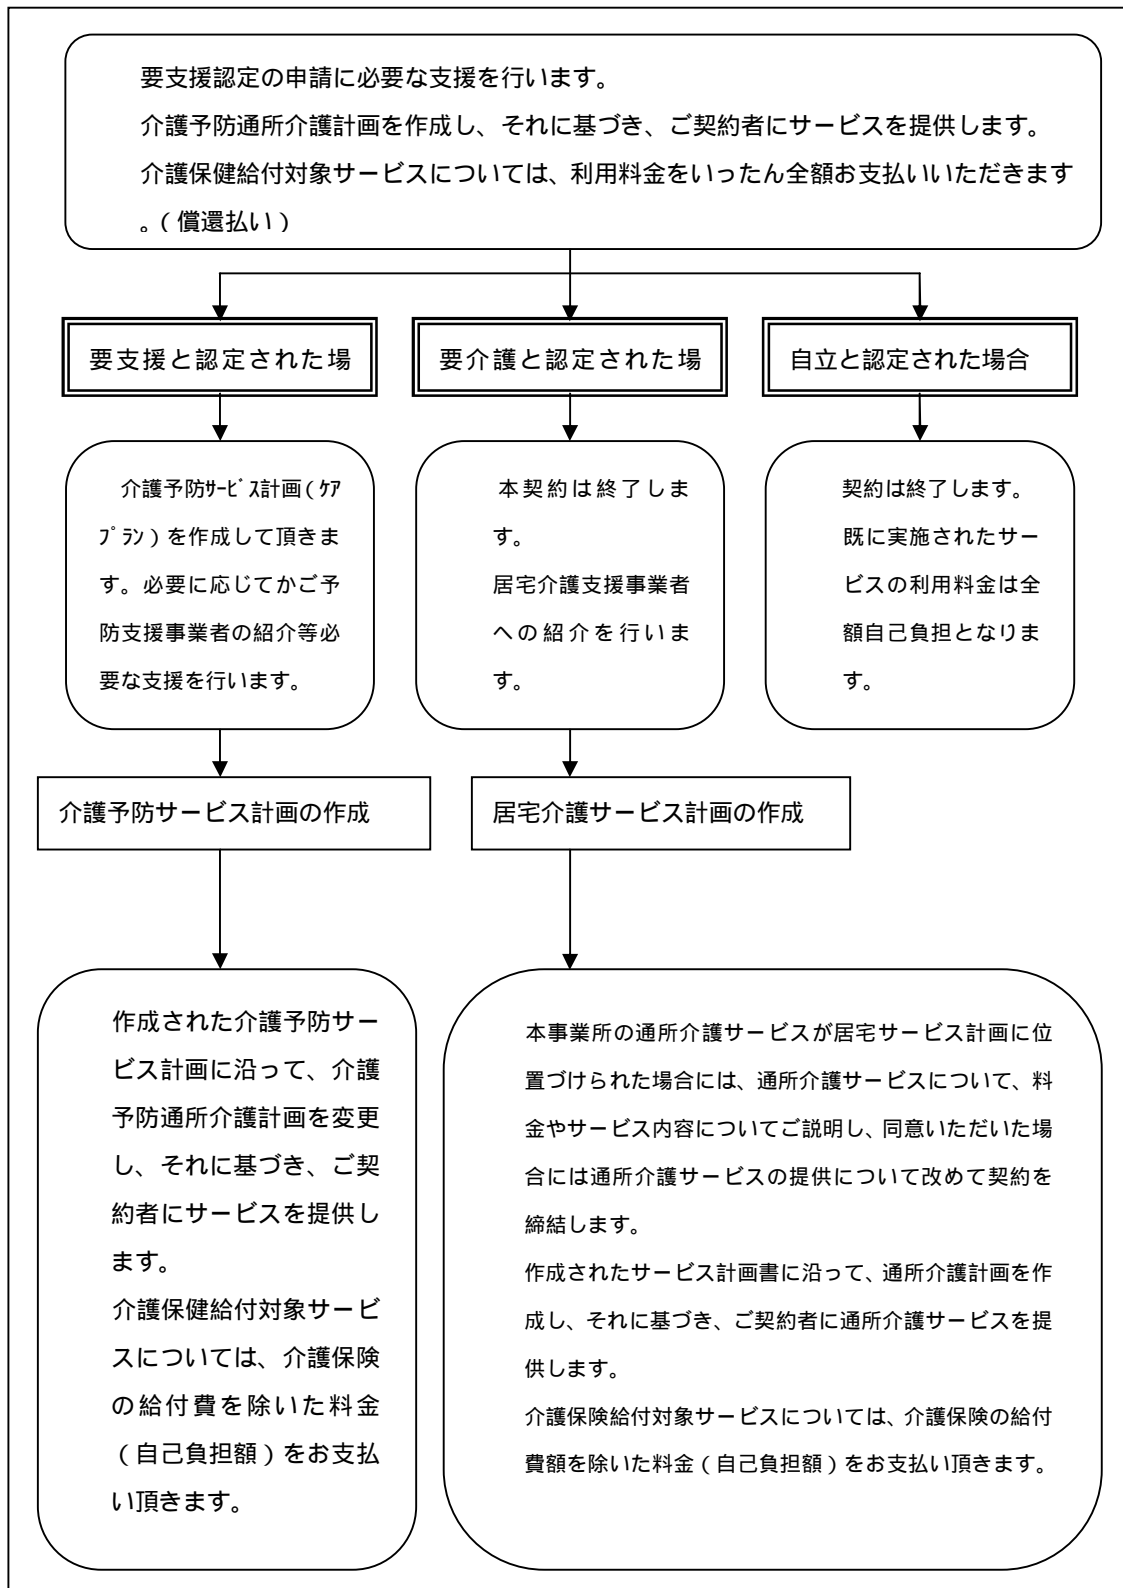 要支援認定の申請に必要な支援を行います。
介護予防通所介護計画を作成し、それに基づき、ご契約者にサービスを提供します。
介護保健給付対象サービスについては、利用料金をいったん全額お支払いいただきます
。(償還払い)
要支援と認定された場
要介護と認定された場
自立と認定された場合
介護予防ｻｰﾋﾞｽ計画(ｹｱ
ﾌﾟﾗﾝ)を作成して頂きま
す。必要に応じてかご予
防支援事業者の紹介等必
要な支援を行います。
本契約は終了しま
す。
居宅介護支援事業者
への紹介を行いま
す。
契約は終了します。
既に実施されたサー
ビスの利用料金は全
額自己負担となりま
す。
介護予防サービス計画の作成
居宅介護サービス計画の作成
作成された介護予防サー
ビス計画に沿って、介護
予防通所介護計画を変更
し、それに基づき、ご契
約者にサービスを提供し
ます。
介護保健給付対象サービ
スについては、介護保険
の給付費を除いた料金
(自己負担額)をお支払
い頂きます。
本事業所の通所介護サービスが居宅サービス計画に位
置づけられた場合には、通所介護サービスについて、料
金やサービス内容についてご説明し、同意いただいた場
合には通所介護サービスの提供について改めて契約を
締結します。
作成されたサービス計画書に沿って、通所介護計画を作
成し、それに基づき、ご契約者に通所介護サービスを提
供します。
介護保険給付対象サービスについては、介護保険の給付
費額を除いた料金(自己負担額)をお支払い頂きます。